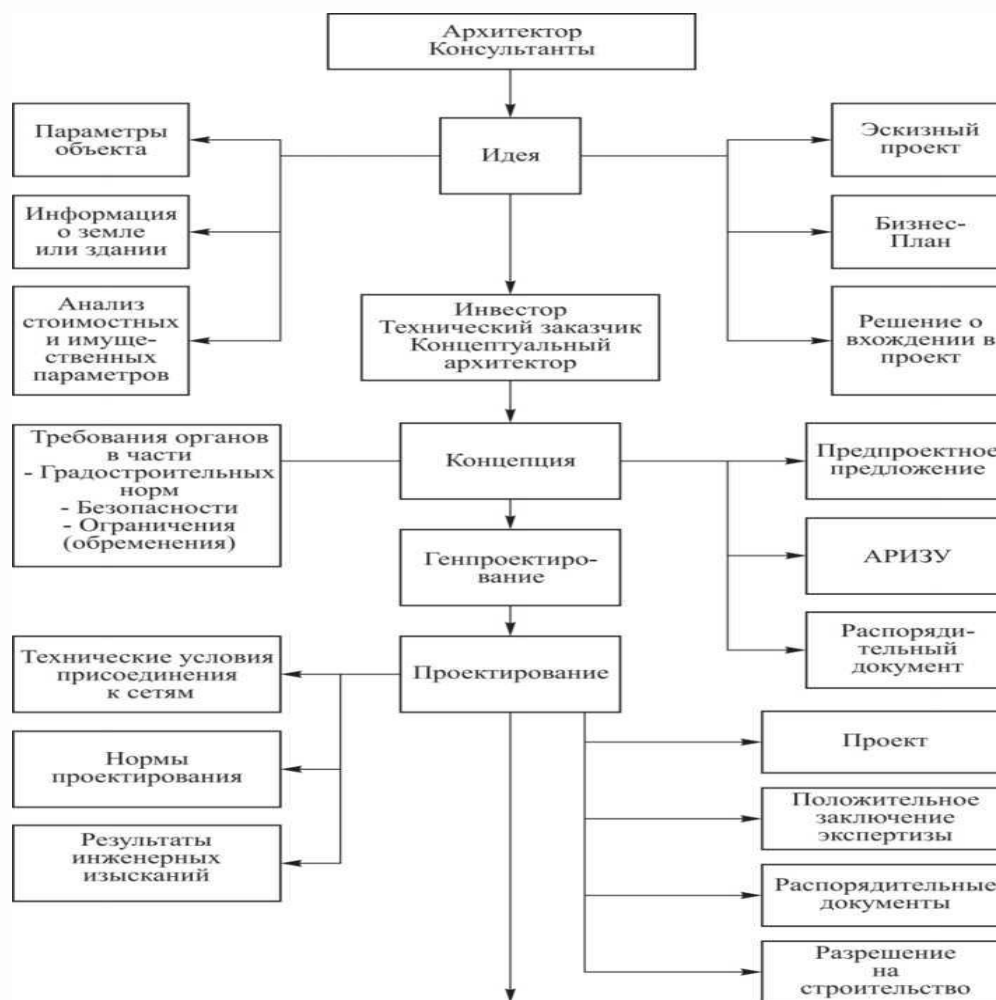 Архитектор
Консультанты
Параметры
объекта
Идея
Эскизный
проект
Информация
о земле
или здании
Бизнес-
План
Анализ
стоимостных
и имуще-
ственных
параметров
Инвестор
Технический заказчик
Концептуальный
архитектор
Решение о
вхождении в
проект
Требования органов
в части
- Градостроительных
норм
- Безопасности
- Ограничения
(обременения)
Концепция
Предпроектное
предложение
Генпроектиро-
вание
АРИЗУ
Распоряди-
тельный
документ
Технические условия
присоединения
к сетям
Проектирование
Проект
Нормы
проектирования
Положительное
заключение
экспертизы
Результаты
инженерных
изысканий
Распорядительные
документы
Разрешение
на
строительство